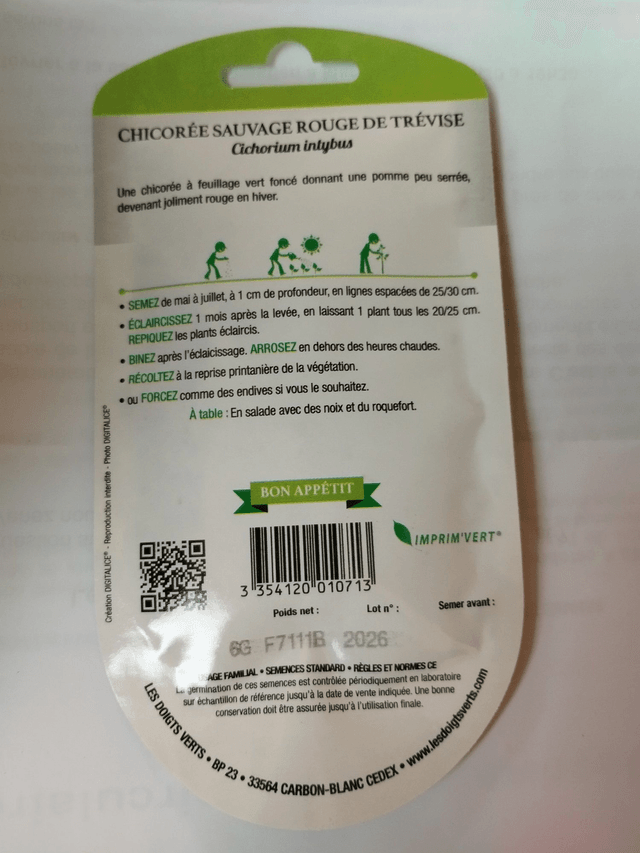 CHICORÉE SAUVAGE ROUGE DE TRÉVISE
Cichorium intybus
Une chicorée à feuillage vert foncé donnant une pomme peu serrée,
devenant joliment rouge en hiver.
• SEMEZ de mai à juillet, à 1 cm de profondeur, en lignes espacées de 25/30 cm.
• ÉCLAIRCISSEZ 1 mois après la levée, en laissant 1 plant tous les 20/25 cm.
REPIQUEZ les plants éclaircis.
• BINEZ après l'éclaicissage. ARROSEZ en dehors des heures chaudes.
• RÉCOLTEZ à la reprise printanière de la végétation.
• ou FORCEZ comme des endives si vous le souhaitez.
À table : En salade avec des noix et du roquefort.
Création DIGITALICE® - Reproduction interdite - Photo DIGITALICE®
BON APPÉTIT
IMPRIM'VERT®
3 354120 010713
Poids net : Lot n° : Semer avant :
6G F7111B 2026
USAGE FAMILIAL • SEMENCES STANDARD • RÈGLES ET NORMES CE
La germination de ces semences est contrôlée périodiquement en laboratoire
sur échantillon de référence jusqu'à la date de vente indiquée. Une bonne
conservation doit être assurée jusqu'à l'utilisation finale.
LES DOIGTS VERTS • BP 23 • 33564 CARBON-BLANC CEDEX • www.lesdoigtsverts.com